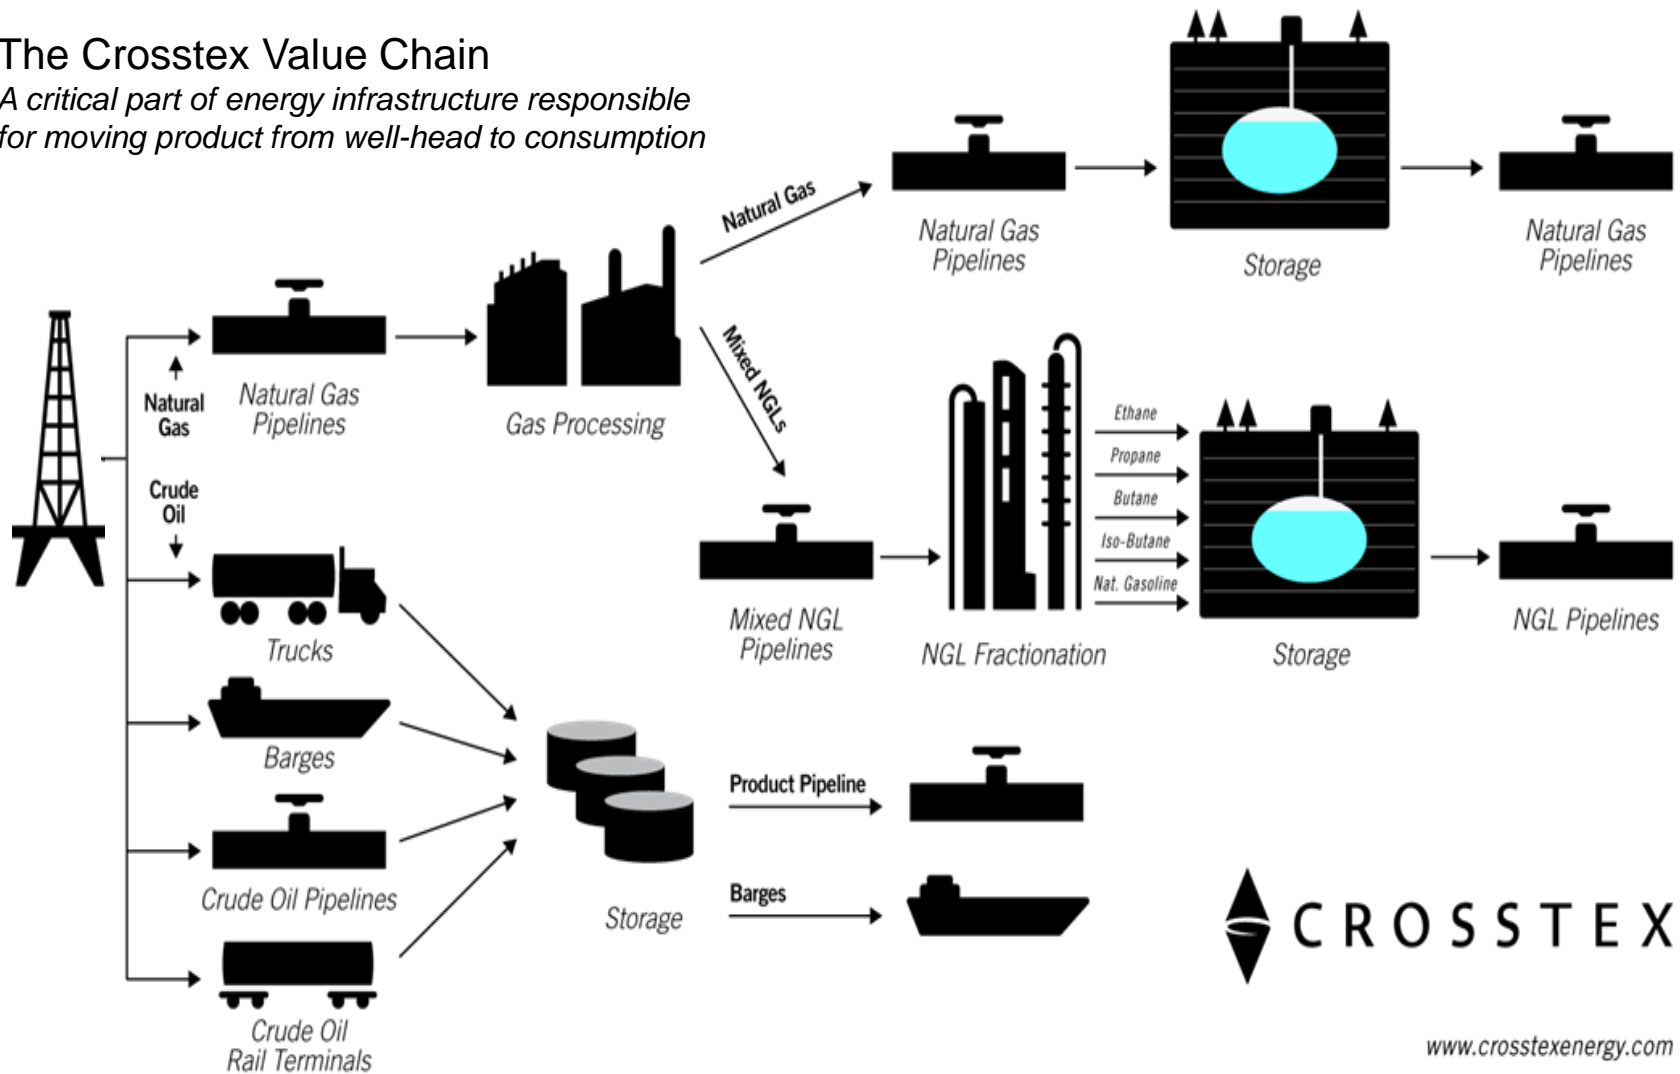 The Crosstex Value Chain
A critical part of energy infrastructure responsible
for moving product from well-head to consumption
Natural Gas
Natural Gas
Pipelines
Storage
Natural Gas
Pipelines
Natural
Gas
Natural Gas
Pipelines
Gas Processing
Mixed NGLs
Crude
Oil
Trucks
Mixed NGL
Pipelines
NGL Fractionation
Ethane
Propane
Butane
Iso-Butane
Nat. Gasoline
Storage
NGL Pipelines
Barges
Crude Oil Pipelines
Crude Oil
Rail Terminals
Storage
Product Pipeline
Barges
CROSSTEX
www.crosstexenergy.com